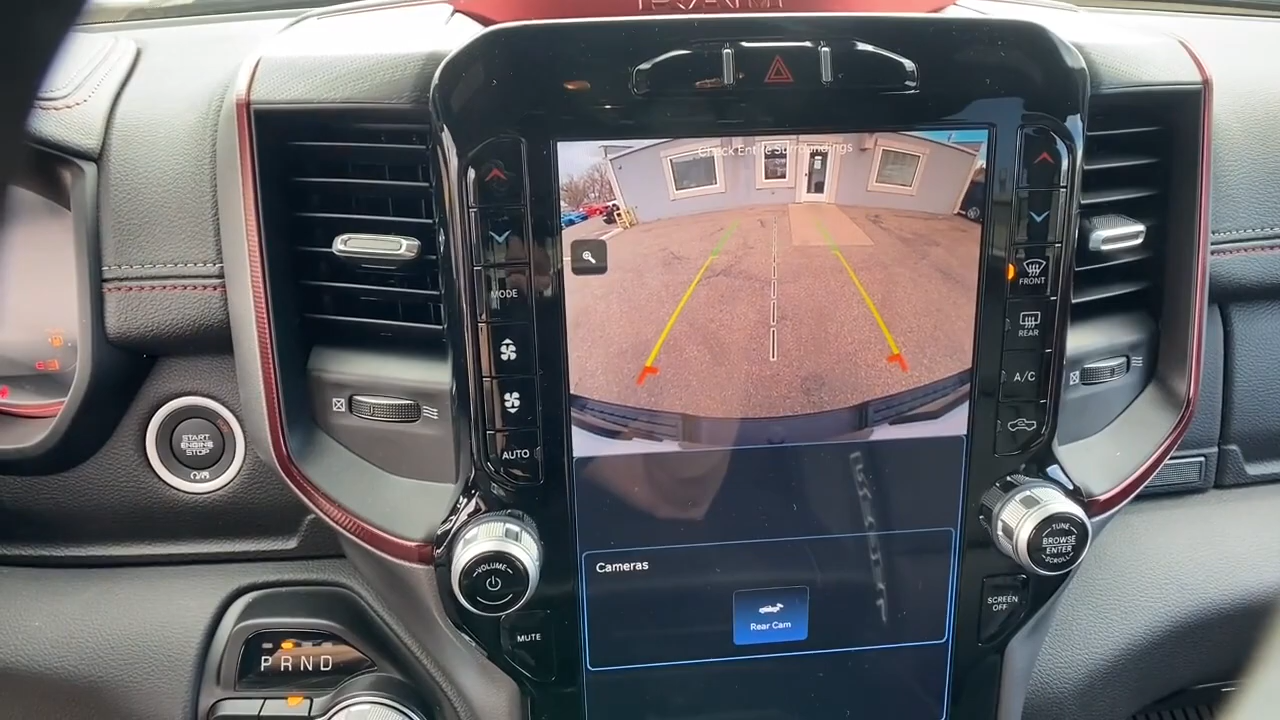 Check Entire Surroundings
MODE
FRONT
REAR
A/C
AUTO
START
ENGINE
STOP
VOLUME
TUNE
BROWSE
ENTER
SCROLL
Cameras
Rear Cam
SCREEN
OFF
MUTE
P R N D